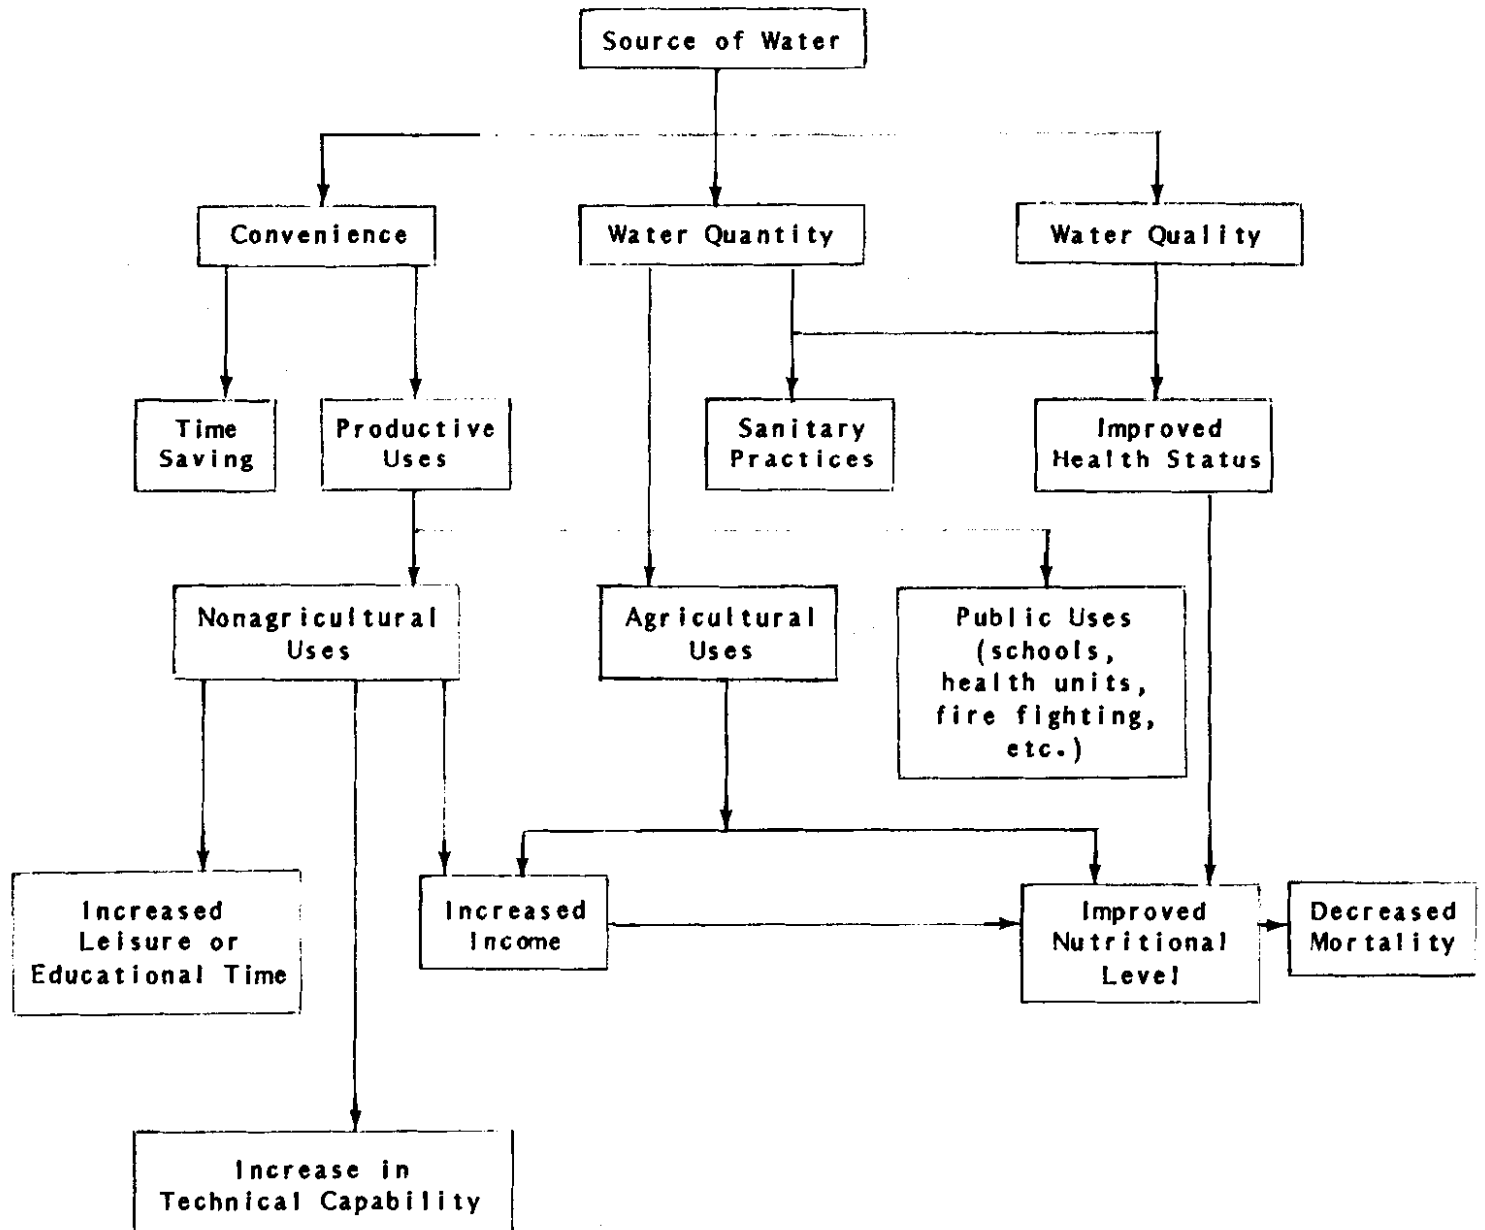 Source of Water
Convenience
Water Quantity
Water Quality
Time
Saving
Productive
Uses
Sanitary
Practices
Improved
Health Status
Nonagricultural
Uses
Agricultural
Uses
Public Uses
(schools,
health units,
fire fighting,
etc.)
Increased
Leisure or
Educational Time
Increased
Income
Improved
Nutritional
Level
Decreased
Mortality
Increase in
Technical Capability